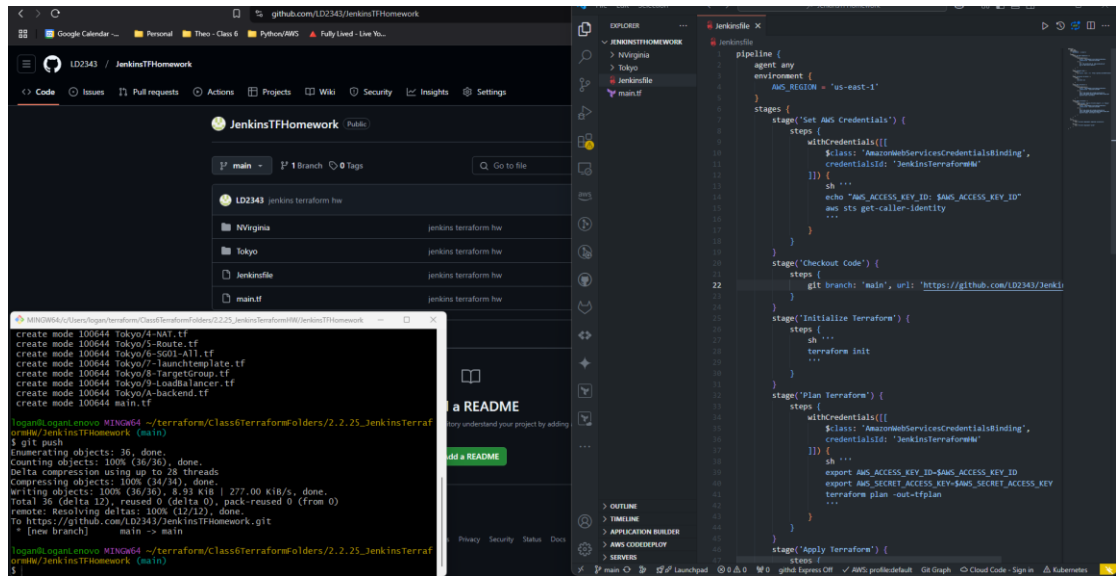 github.com/LD2343/JenkinsTFHomework
Google Calendar -...
Personal
Theo - Class 6
Python/AWS
Fully Lived - Live Yo...
LD2343 / JenkinsTFHomework
Code
Issues
Pull requests
Actions
Projects
Wiki
Security
Insights
Settings
JenkinsTFHomework Public
main
1 Branch
0 Tags
Go to file
LD2343 jenkins terraform hw
NVirginia jenkins terraform hw
Tokyo jenkins terraform hw
Jenkinsfile jenkins terraform hw
main.tf jenkins terraform hw
a README
Privacy Security Status Docs
MINGW64:/c/Users/logan/terraform/Class6TerraformFolders/2.2.25_JenkinsTerraformHW/JenkinsTFHomework
create mode 100644 Tokyo/4-NAT.tf
create mode 100644 Tokyo/5-Route.tf
create mode 100644 Tokyo/6-SG01-All.tf
create mode 100644 Tokyo/7-launchtemplate.tf
create mode 100644 Tokyo/8-TargetGroup.tf
create mode 100644 Tokyo/9-LoadBalancer.tf
create mode 100644 Tokyo/A-backend.tf
create mode 100644 main.tf
logan@LoganLenovo MINGW64 ~/terraform/Class6TerraformFolders/2.2.25_JenkinsTerraf
ormHW/JenkinsTFHomework (main)
$ git push
Enumerating objects: 36, done.
Counting objects: 100% (36/36), done.
Delta compression using up to 28 threads
Compressing objects: 100% (34/34), done.
Writing objects: 100% (36/36), 8.93 KiB | 277.00 KiB/s, done.
Total 36 (delta 12), reused 0 (delta 0), pack-reused 0 (from 0)
remote: Resolving deltas: 100% (12/12), done.
To https://github.com/LD2343/JenkinsTFHomework.git
* [new branch] main -> main
logan@LoganLenovo MINGW64 ~/terraform/Class6TerraformFolders/2.2.25_JenkinsTerraf
ormHW/JenkinsTFHomework (main)
$
EXPLORER
JENKINSTFHOMEWORK
NVirginia
Tokyo
Jenkinsfile
main.tf
OUTLINE
TIMELINE
APPLICATION BUILDER
AWS CODEDEPLOY
SERVERS
Jenkinsfile
Jenkinsfile
pipeline {
agent any
environment {
AWS_REGION = 'us-east-1'
}
stages {
stage('Set AWS Credentials') {
steps {
withCredentials([[
$class: 'AmazonWebServicesCredentialsBinding',
credentialsId: 'JenkinsTerraformHW'
]]) {
sh '''
echo "AWS_ACCESS_KEY_ID: $AWS_ACCESS_KEY_ID"
aws sts get-caller-identity
'''
}
}
}
stage('Checkout Code') {
steps {
22 git branch: 'main', url: 'https://github.com/LD2343/Jenki
}
}
stage('Initialize Terraform') {
steps {
sh '''
terraform init
'''
}
}
stage('Plan Terraform') {
steps {
withCredentials([[
$class: 'AmazonWebServicesCredentialsBinding',
credentialsId: 'JenkinsTerraformHW'
]]) {
sh '''
export AWS_ACCESS_KEY_ID=$AWS_ACCESS_KEY_ID
export AWS_SECRET_ACCESS_KEY=$AWS_SECRET_ACCESS_KEY
terraform plan -out=tfplan
'''
}
}
}
stage('Apply Terraform') {
steps {
main
Launchpad
0 0
0
githd: Express Off
AWS: profile:default
Git Graph
Cloud Code - Sign in
Kubernetes